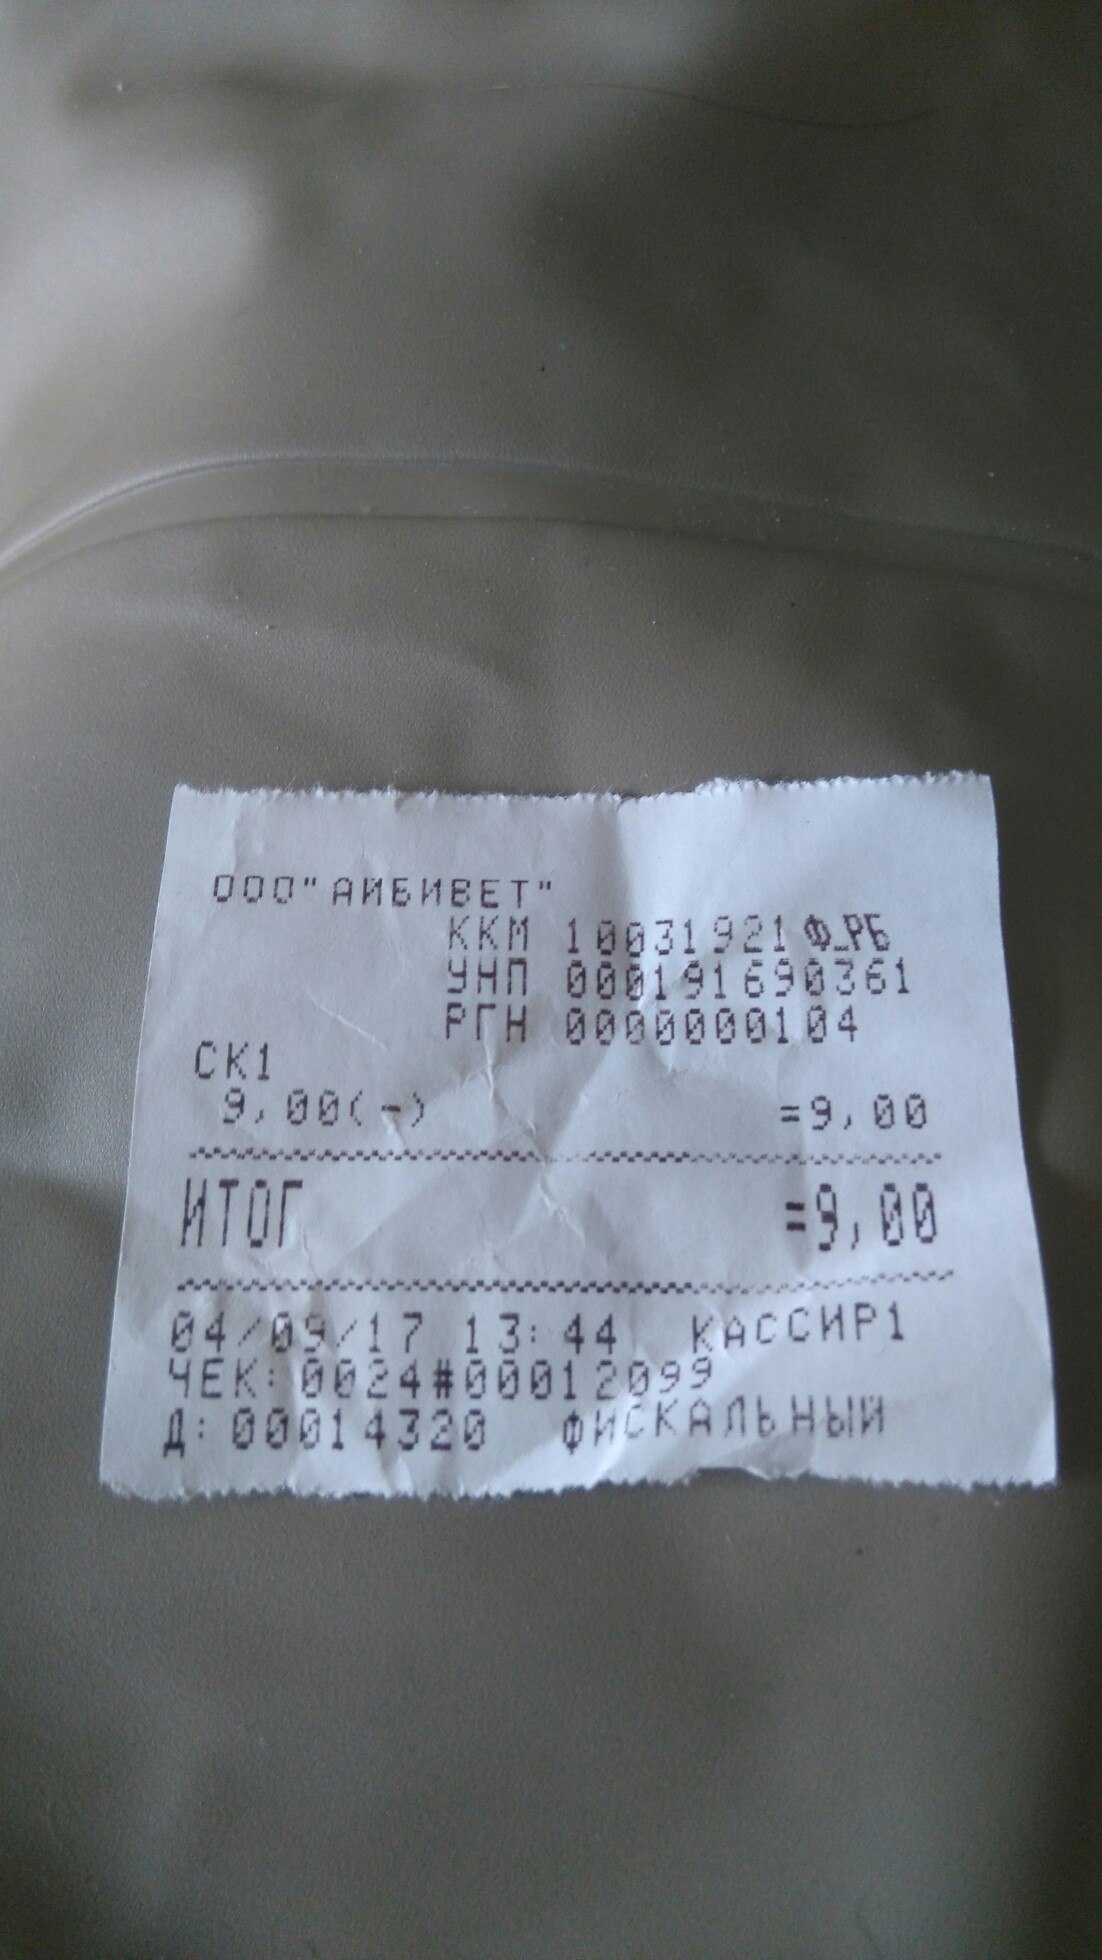 ООО"АЙБИВЕТ"
ККМ 10031921 Ф_РБ
УНП 000191690361
РГН 0000000104
СК1
9,00(-) =9,00
ИТОГ =9,00
04/09/17 13:44 КАССИР1
ЧЕК:0024#00012099
Д:00014320 ФИСКАЛЬНЫЙ